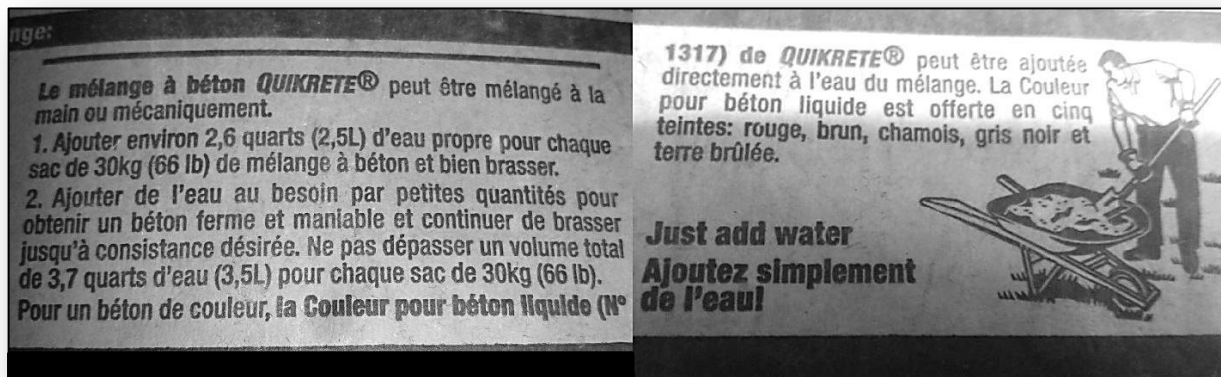 nge:
Le mélange à béton QUIKRETE® peut être mélangé à la
main ou mécaniquement.
1. Ajouter environ 2,6 quarts (2,5L) d'eau propre pour chaque
sac de 30kg (66 lb) de mélange à béton et bien brasser.
2. Ajouter de l'eau au besoin par petites quantités pour
obtenir un béton ferme et maniable et continuer de brasser
jusqu'à consistance désirée. Ne pas dépasser un volume total
de 3,7 quarts d'eau (3,5L) pour chaque sac de 30kg (66 lb).
Pour un béton de couleur, la Couleur pour béton liquide (Nº
1317) de QUIKRETE® peut être ajoutée
directement à l'eau du mélange. La Couleur
pour béton liquide est offerte en cinq
teintes: rouge, brun, chamois, gris noir et
terre brûlée.
Just add water
Ajoutez simplement
de l'eau!